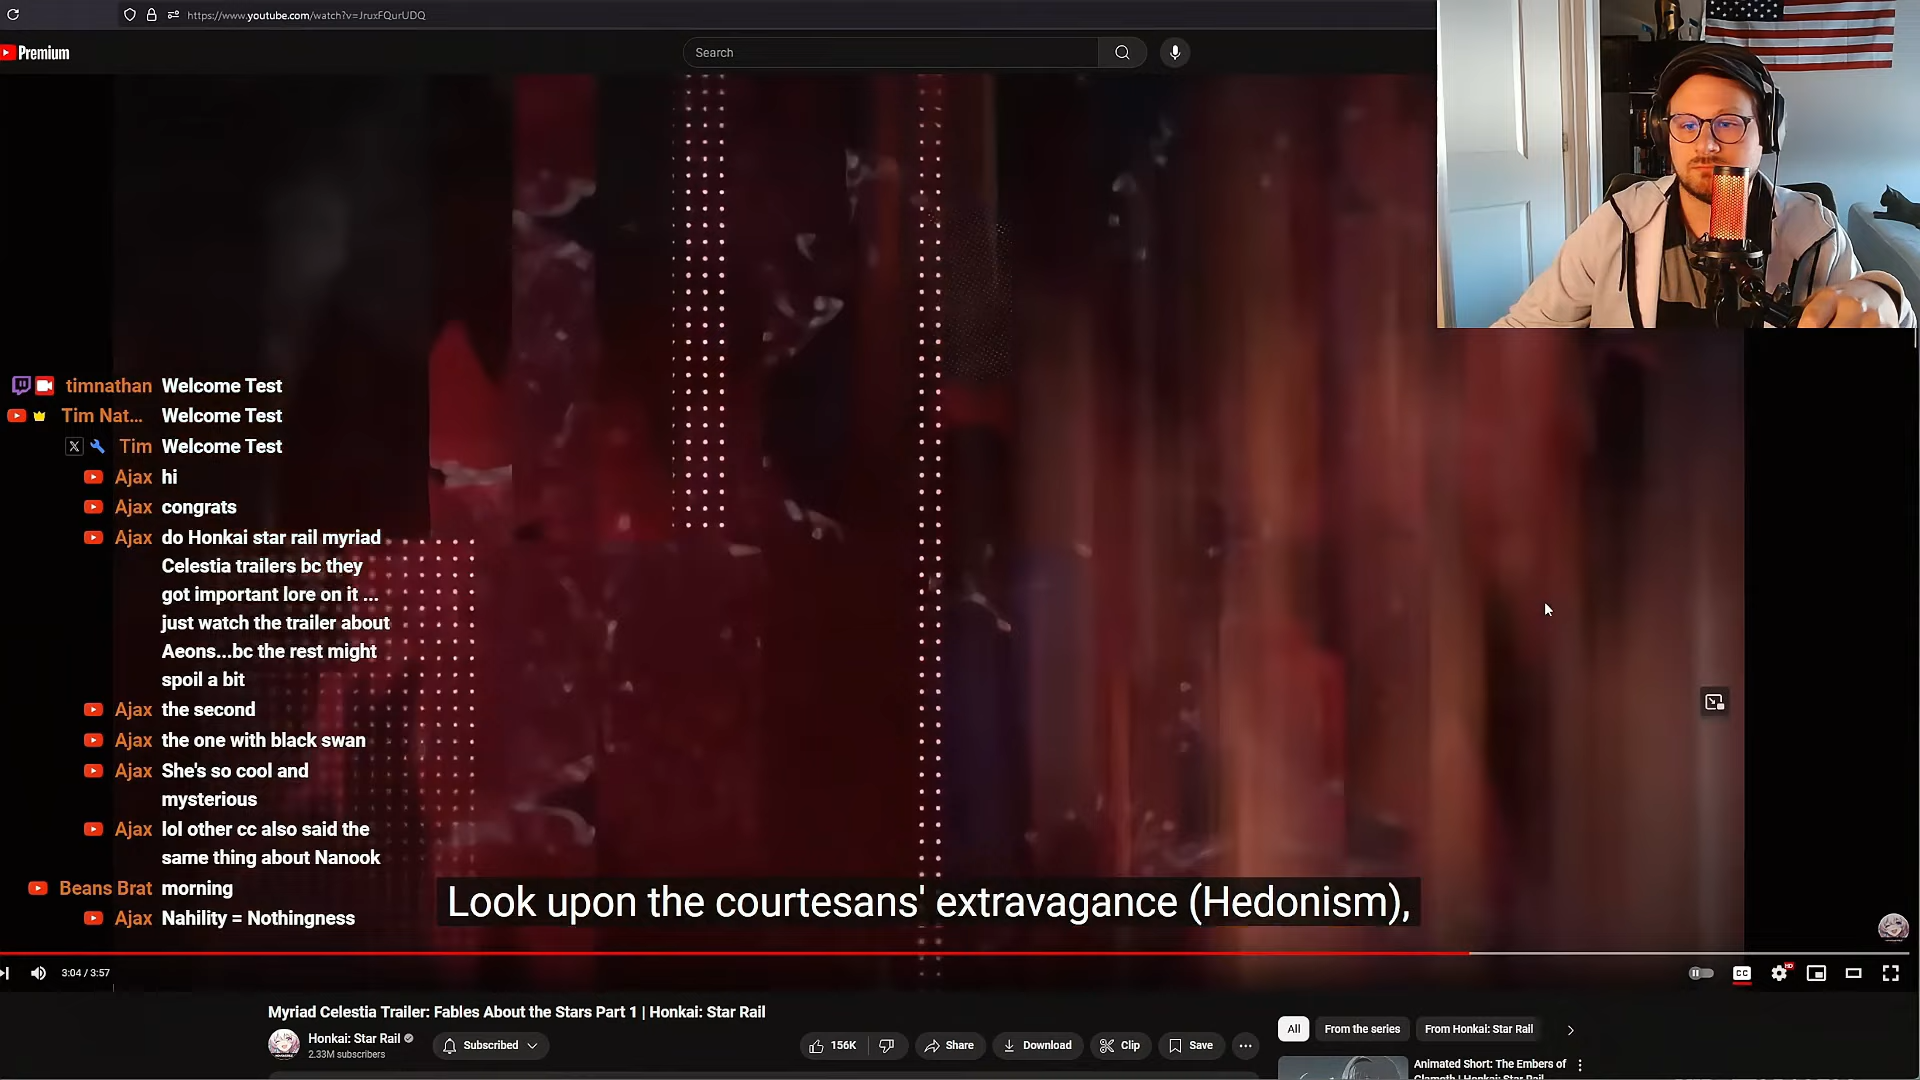 https://www.youtube.com/watch?v=JruxFQurUDQ
Premium
Search
timnathan Welcome Test
Tim Nat... Welcome Test
Tim Welcome Test
Ajax hi
Ajax congrats
Ajax do Honkai star rail myriad
Celestia trailers bc they
got important lore on it ...
just watch the trailer about
Aeons...bc the rest might
spoil a bit
Ajax the second
Ajax the one with black swan
Ajax She's so cool and
mysterious
Ajax lol other cc also said the
same thing about Nanook
Beans Brat morning
Ajax Nahility = Nothingness
Look upon the courtesans' extravagance (Hedonism),
3:04 / 3:57
CC
HD
Myriad Celestia Trailer: Fables About the Stars Part 1 | Honkai: Star Rail
Honkai: Star Rail
2.33M subscribers
Subscribed
156K
Share
Download
Clip
Save
All
From the series
From Honkai: Star Rail
Animated Short: The Embers of
Glamoth | Honkai: Star Rail